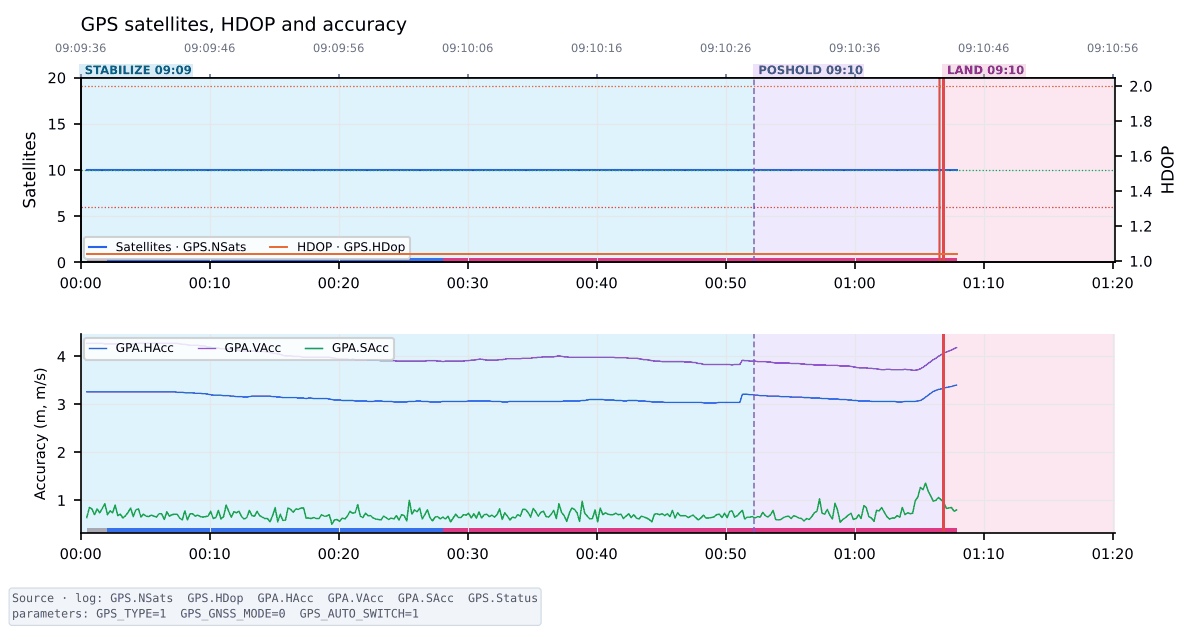 GPS satellites, HDOP and accuracy
09:09:36 09:09:46 09:09:56 09:10:06 09:10:16 09:10:26 09:10:36 09:10:46 09:10:56
STABILIZE 09:09 POSHOLD 09:10 LAND 09:10
20
15
10
5
0
Satellites
2.0
1.8
1.6
1.4
1.2
1.0
HDOP
Satellites · GPS.NSats HDOP · GPS.HDop
00:00 00:10 00:20 00:30 00:40 00:50 01:00 01:10 01:20
GPA.HAcc GPA.VAcc GPA.SAcc
4
3
2
1
Accuracy (m, m/s)
00:00 00:10 00:20 00:30 00:40 00:50 01:00 01:10 01:20
Source · log: GPS.NSats GPS.HDop GPA.HAcc GPA.VAcc GPA.SAcc GPS.Status
parameters: GPS_TYPE=1 GPS_GNSS_MODE=0 GPS_AUTO_SWITCH=1